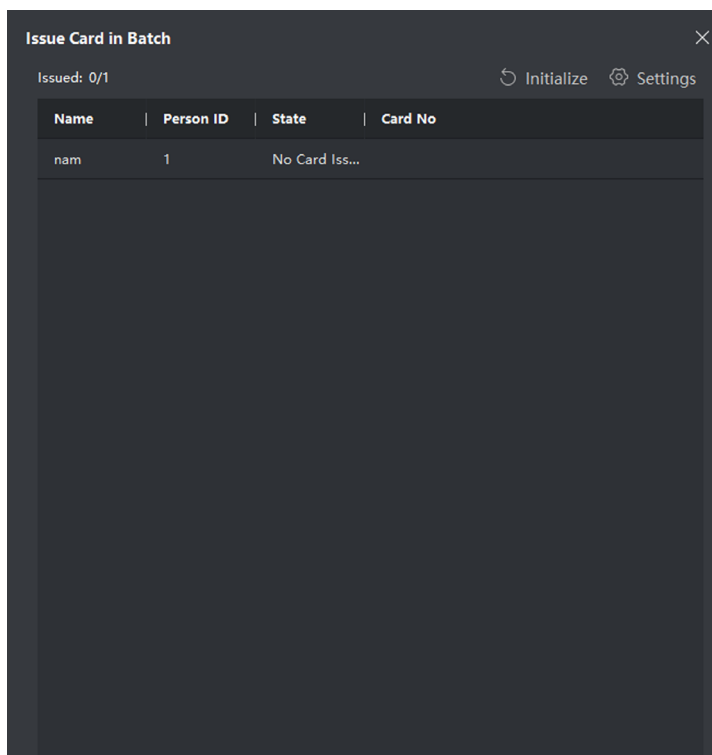 Issue Card in Batch
Issued: 0/1
Initialize Settings
Name | Person ID | State | Card No
nam 1 No Card Iss...